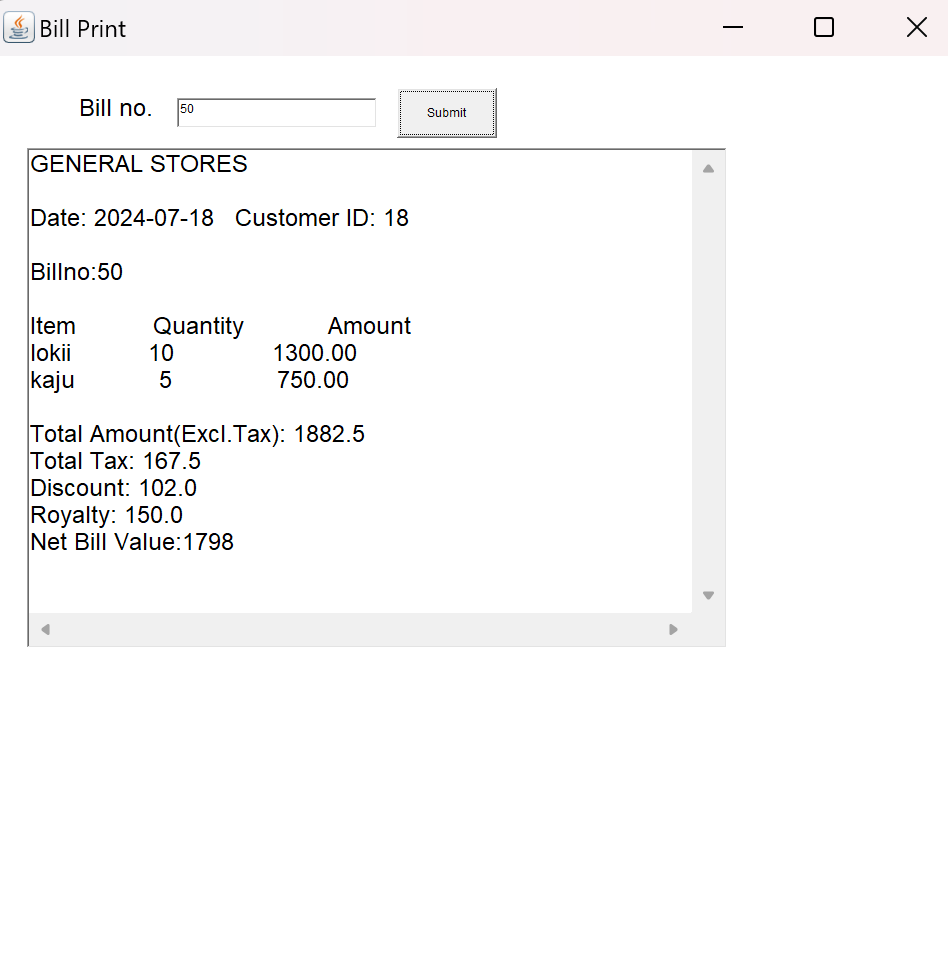 Bill Print
Bill no. 50 Submit
GENERAL STORES
Date: 2024-07-18 Customer ID: 18
Billno:50
Item Quantity Amount
lokii 10 1300.00
kaju 5 750.00
Total Amount(Excl.Tax): 1882.5
Total Tax: 167.5
Discount: 102.0
Royalty: 150.0
Net Bill Value:1798